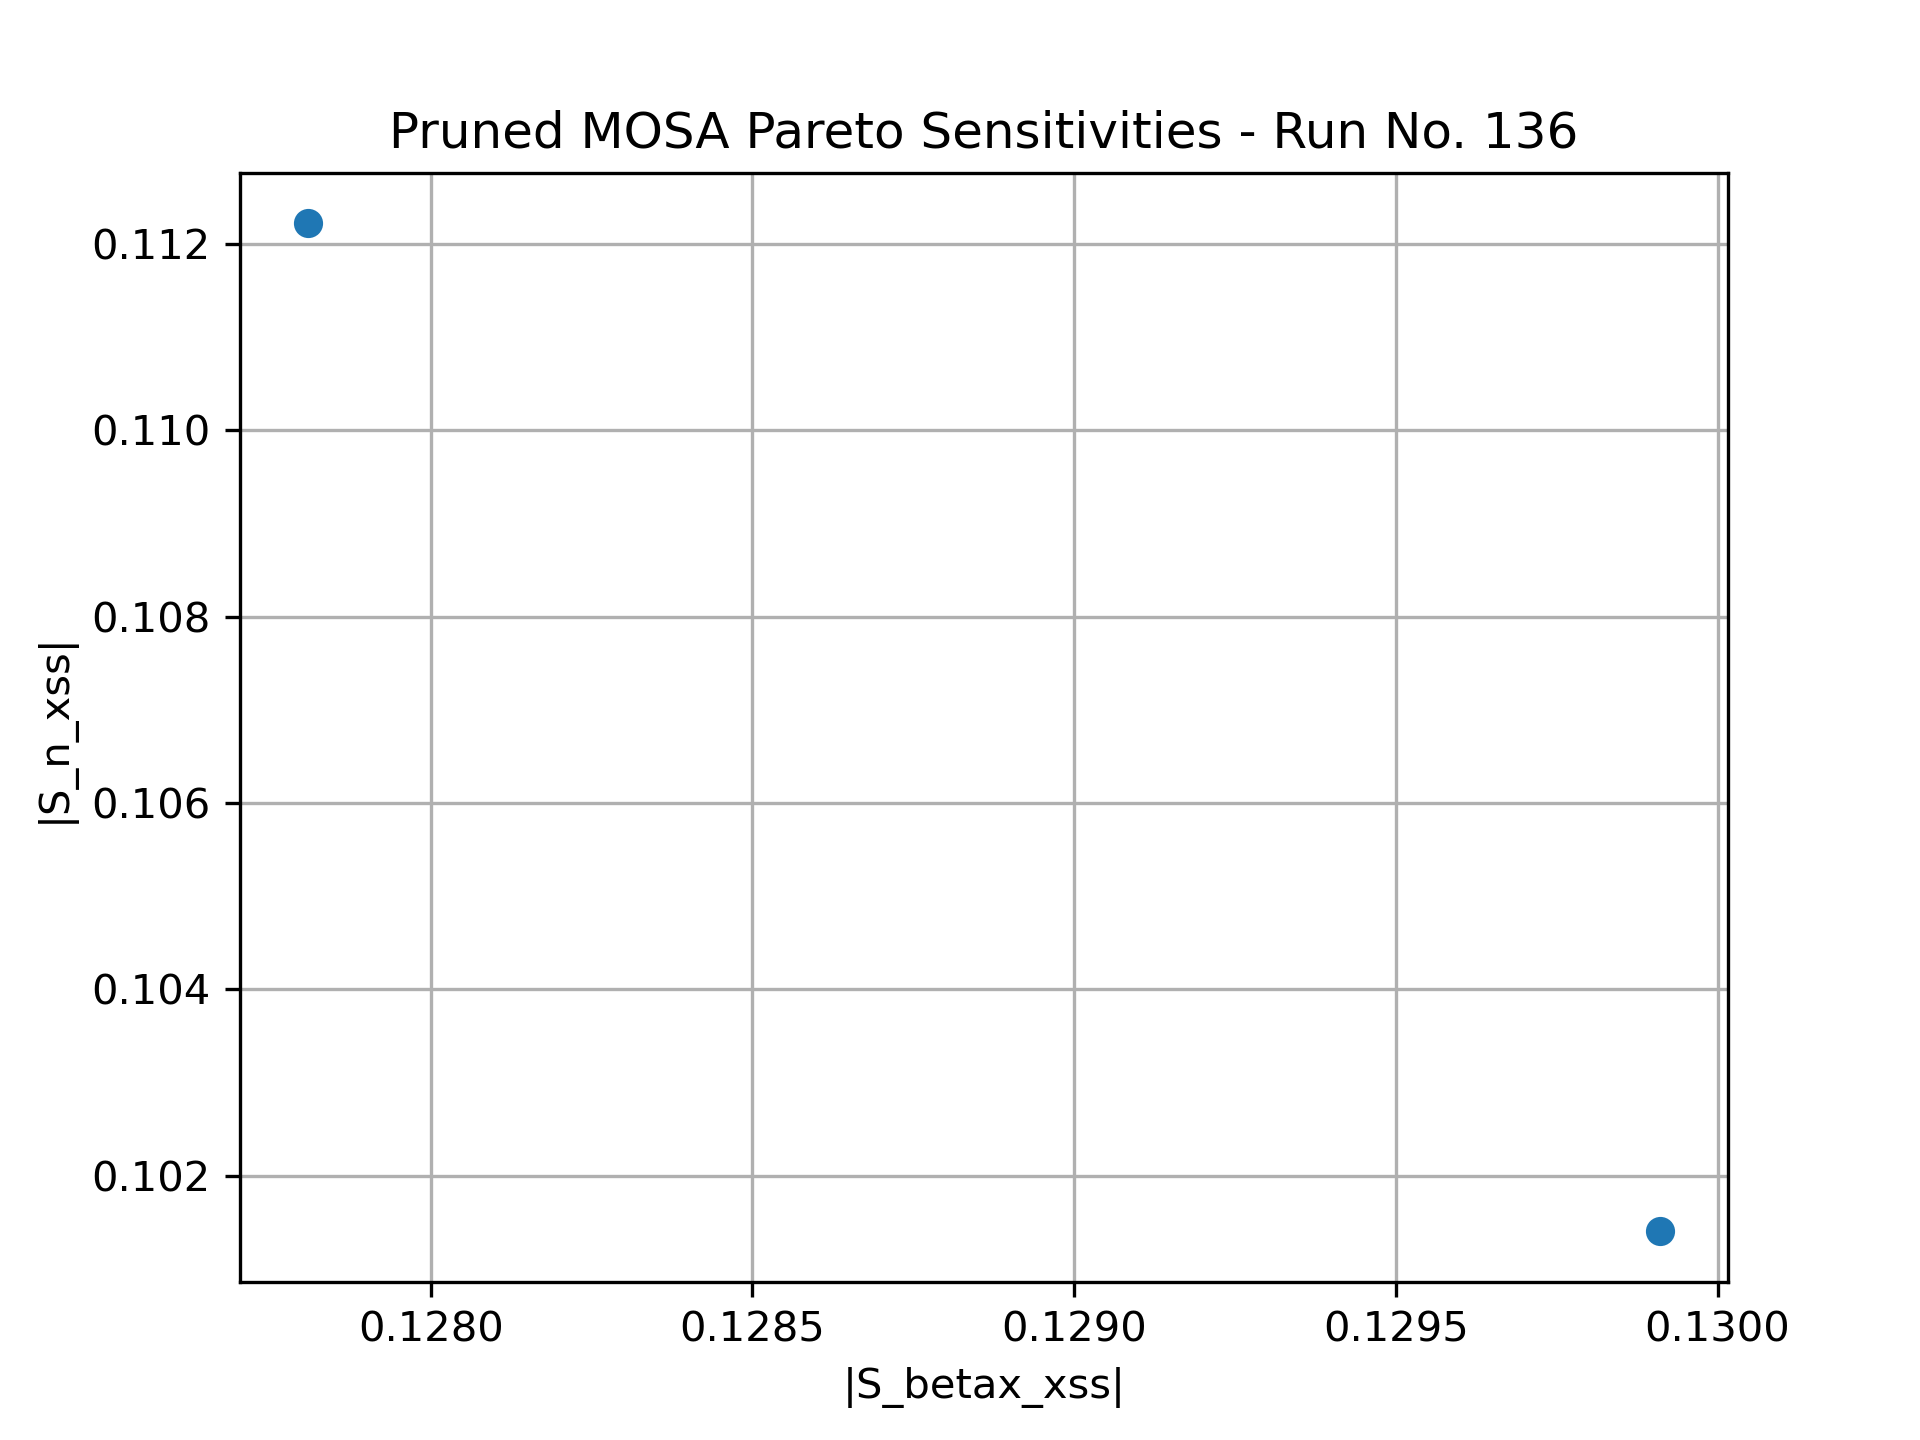 Pruned MOSA Pareto Sensitivities - Run No. 136
|S_n_xss|
0.112
0.110
0.108
0.106
0.104
0.102
0.1280 0.1285 0.1290 0.1295 0.1300
|S_betax_xss|